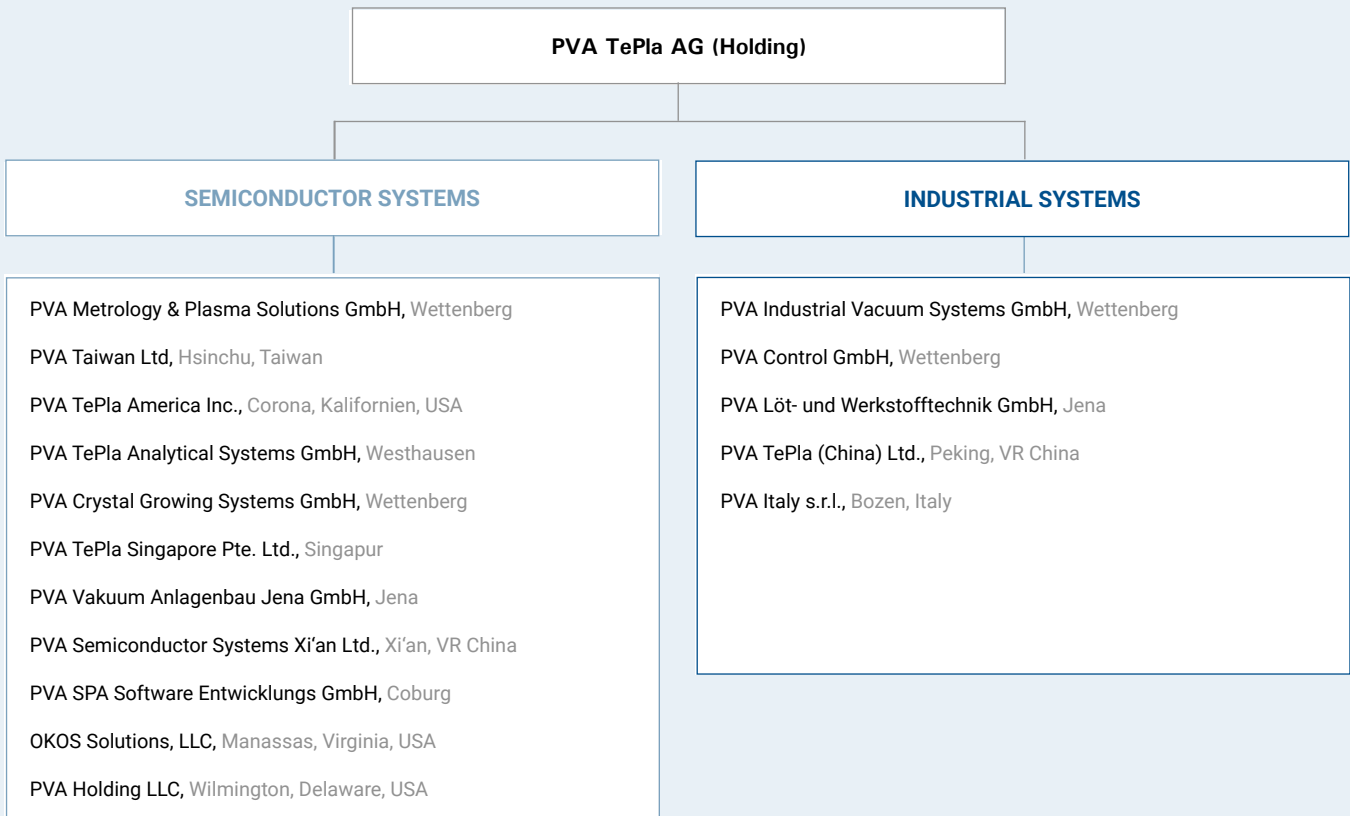 PVA TePla AG (Holding)
SEMICONDUCTOR SYSTEMS
PVA Metrology & Plasma Solutions GmbH, Wettenberg
PVA Taiwan Ltd, Hsinchu, Taiwan
PVA TePla America Inc., Corona, Kalifornien, USA
PVA TePla Analytical Systems GmbH, Westhausen
PVA Crystal Growing Systems GmbH, Wettenberg
PVA TePla Singapore Pte. Ltd., Singapur
PVA Vakuum Anlagenbau Jena GmbH, Jena
PVA Semiconductor Systems Xi‘an Ltd., Xi‘an, VR China
PVA SPA Software Entwicklungs GmbH, Coburg
OKOS Solutions, LLC, Manassas, Virginia, USA
PVA Holding LLC, Wilmington, Delaware, USA
INDUSTRIAL SYSTEMS
PVA Industrial Vacuum Systems GmbH, Wettenberg
PVA Control GmbH, Wettenberg
PVA Löt- und Werkstofftechnik GmbH, Jena
PVA TePla (China) Ltd., Peking, VR China
PVA Italy s.r.l., Bozen, Italy